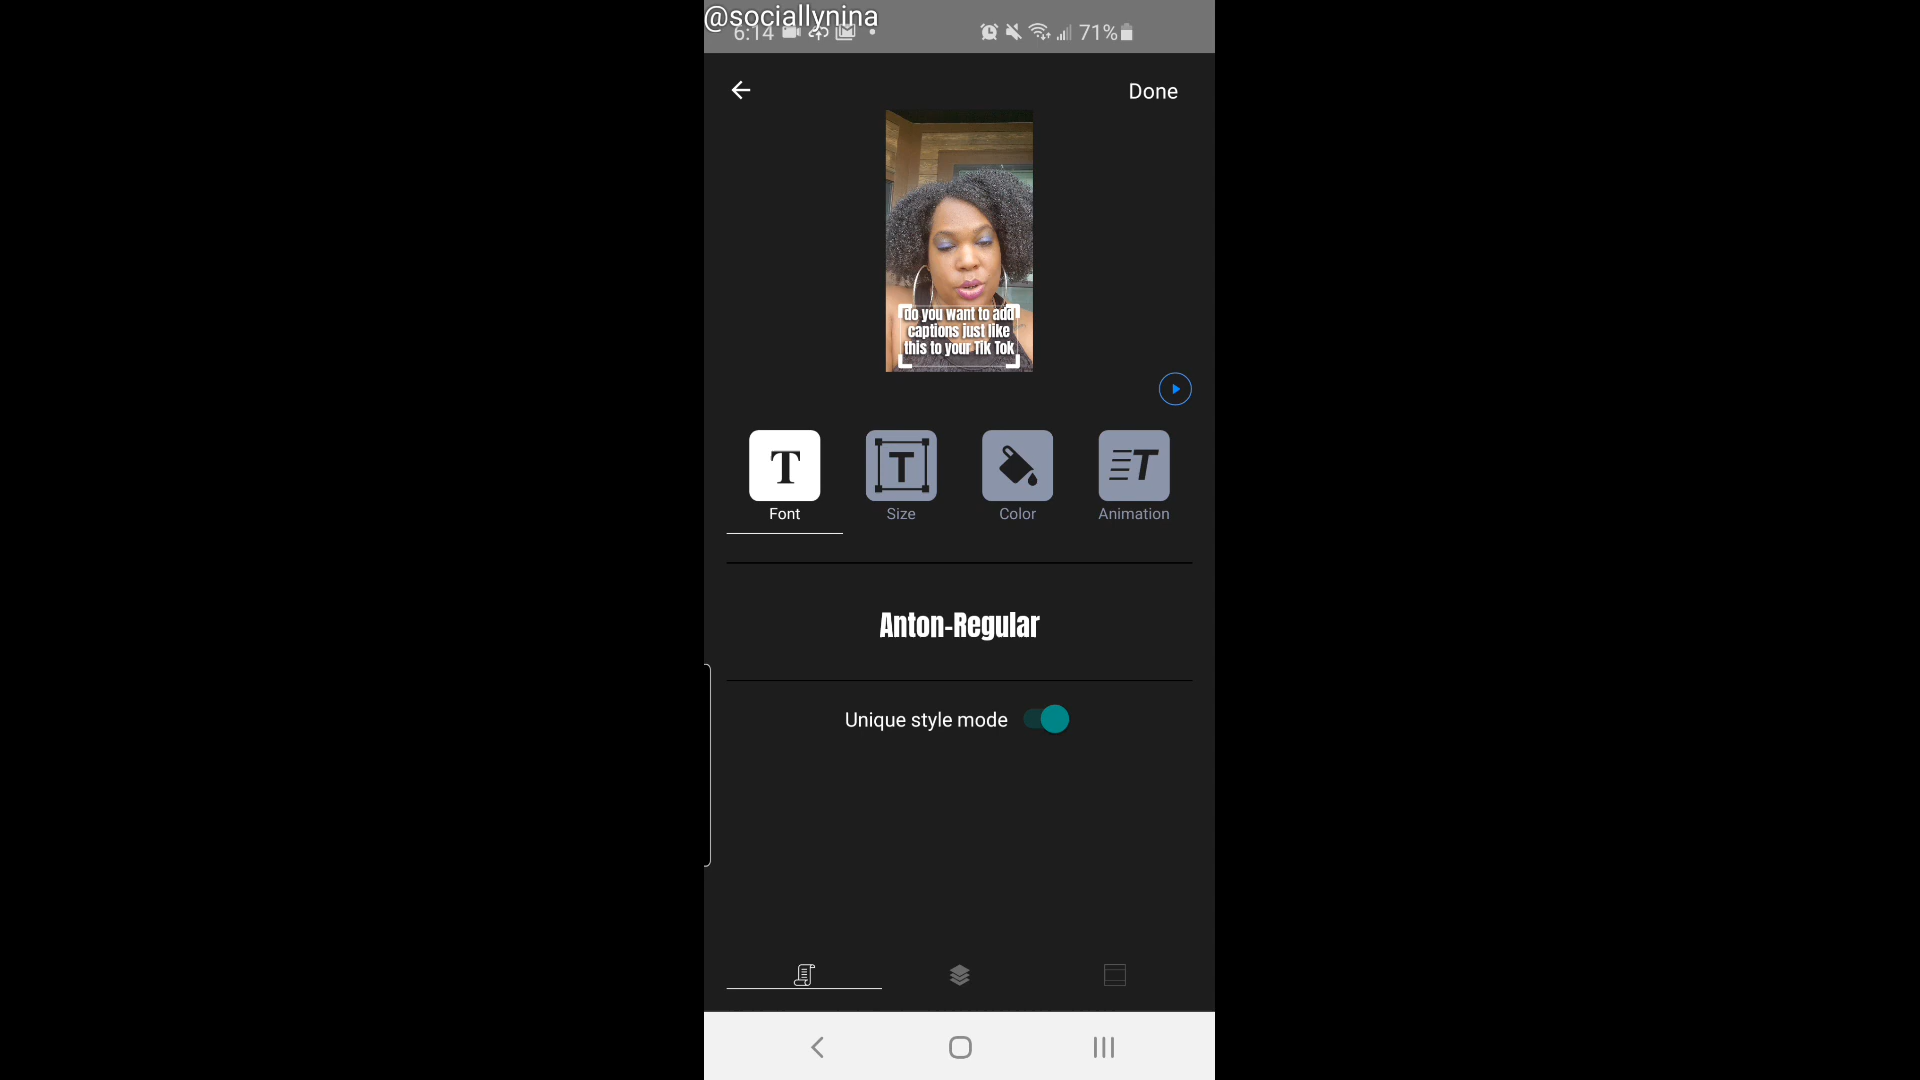 @sociallynina
6:14
71%
Done
do you want to add
captions just like
this to your Tik Tok
T
T
T
Font
Size
Color
Animation
Anton-Regular
Unique style mode